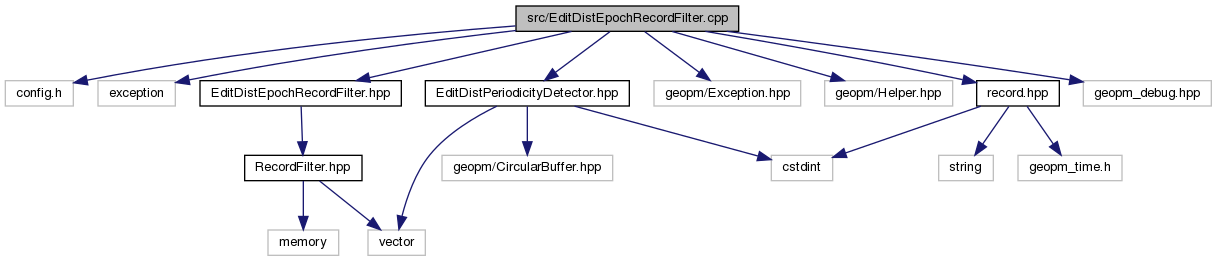 src/EditDistEpochRecordFilter.cpp
config.h
exception
EditDistEpochRecordFilter.hpp
EditDistPeriodicityDetector.hpp
geopm/Exception.hpp
geopm/Helper.hpp
record.hpp
geopm_debug.hpp
RecordFilter.hpp
geopm/CircularBuffer.hpp
cstdint
string
geopm_time.h
memory
vector